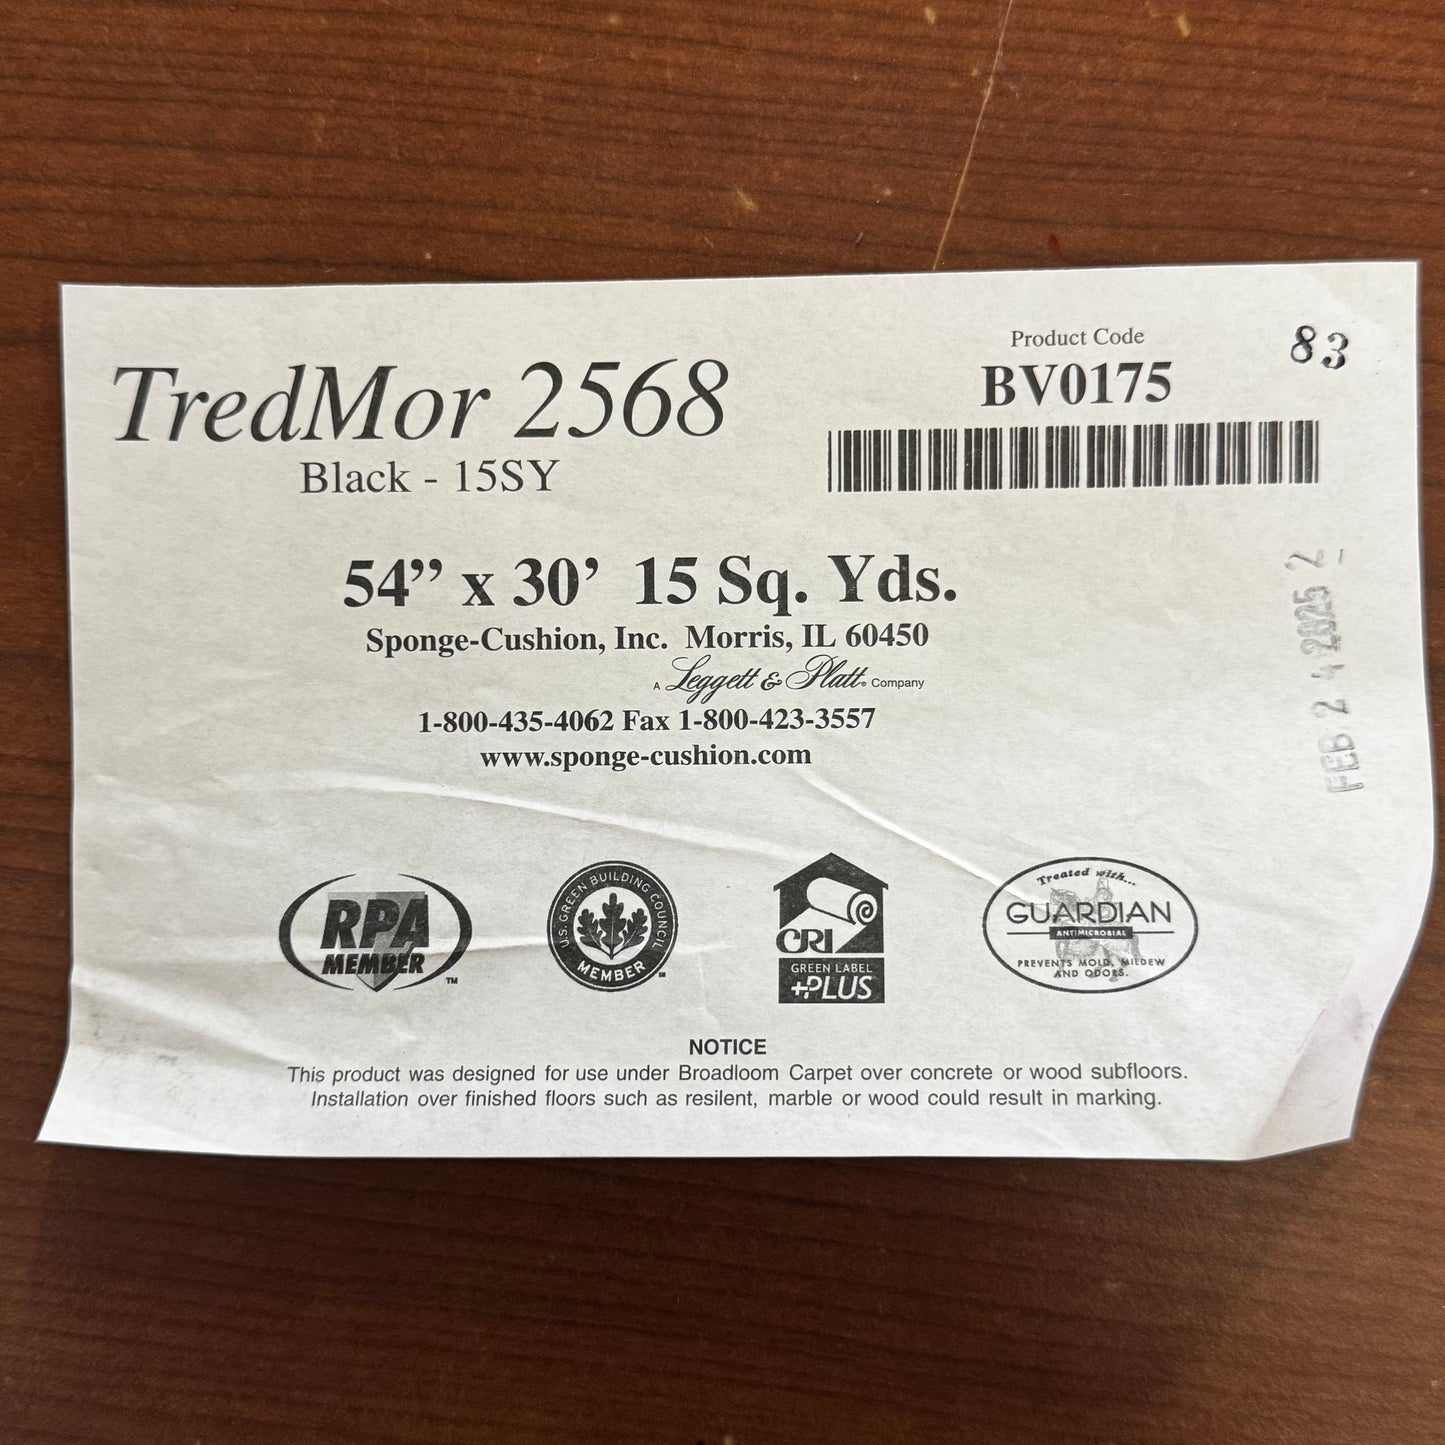 Product Code
83
TredMor 2568
BV0175
Black - 15SY
54” x 30’ 15 Sq. Yds.
Sponge-Cushion, Inc. Morris, IL 60450
A Leggett & Platt® Company
1-800-435-4062 Fax 1-800-423-3557
www.sponge-cushion.com
FEB 2 4 2025 2
RPA
MEMBER™
U.S. GREEN BUILDING COUNCIL
MEMBER
CRI
GREEN LABEL
+PLUS
Treated with...
GUARDIAN
ANTIMICROBIAL
PREVENTS MOLD, MILDEW
AND ODORS.
NOTICE
This product was designed for use under Broadloom Carpet over concrete or wood subfloors.
Installation over finished floors such as resilent, marble or wood could result in marking.